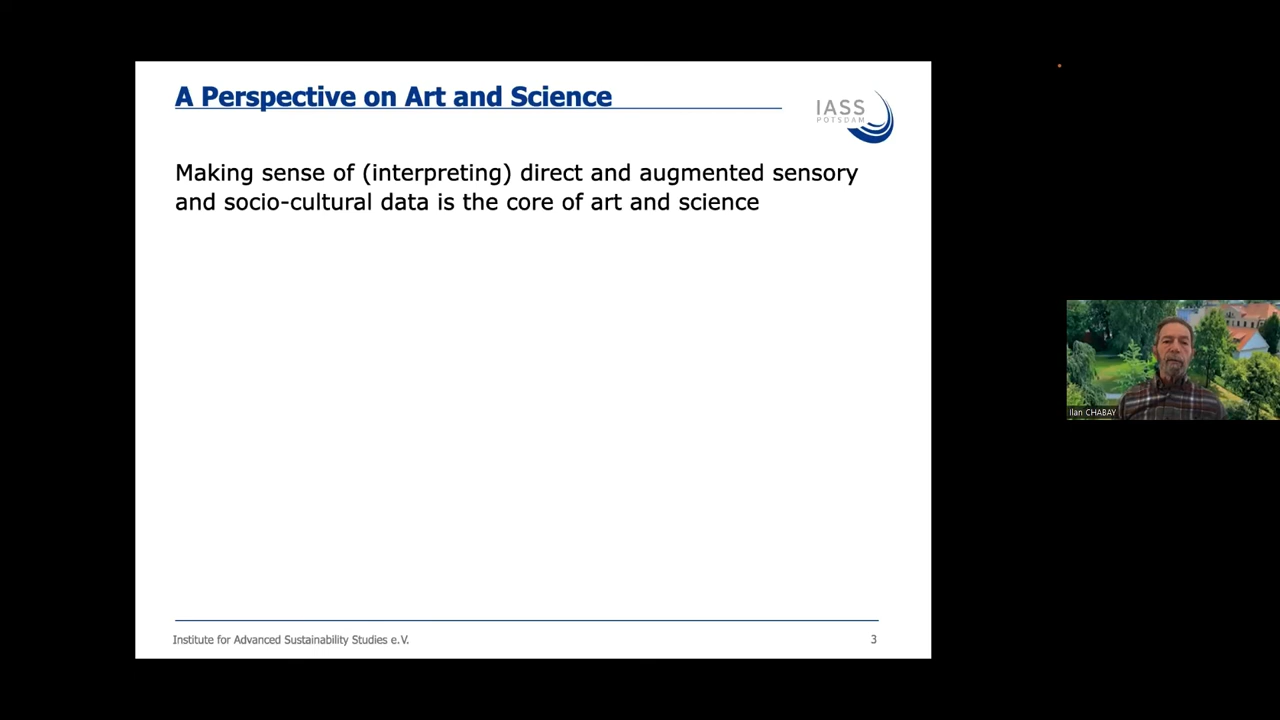 A Perspective on Art and Science
IASS
POTSDAM
Making sense of (interpreting) direct and augmented sensory
and socio-cultural data is the core of art and science
Ilan CHABAY
Institute for Advanced Sustainability Studies e.V.
3